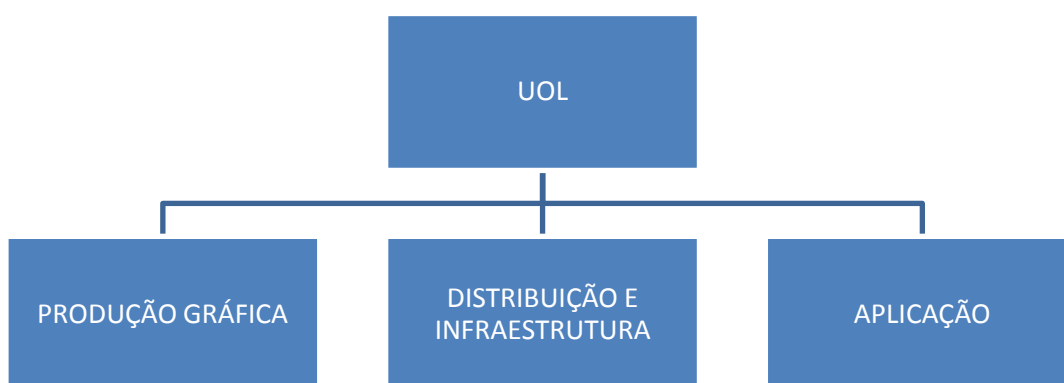 UOL
PRODUÇÃO GRÁFICA
DISTRIBUIÇÃO E
INFRAESTRUTURA
APLICAÇÃO